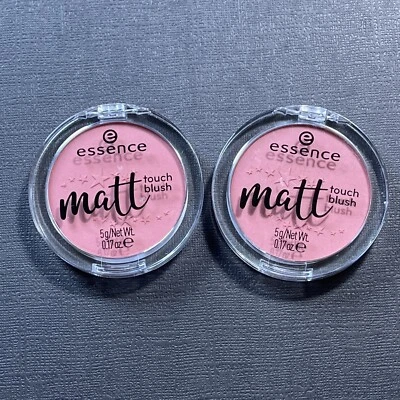 e
essence
matt
touch
blush
5g/Net Wt.
0.17oz℮
e
essence
matt
touch
blush
5g/Net Wt.
0.17oz℮